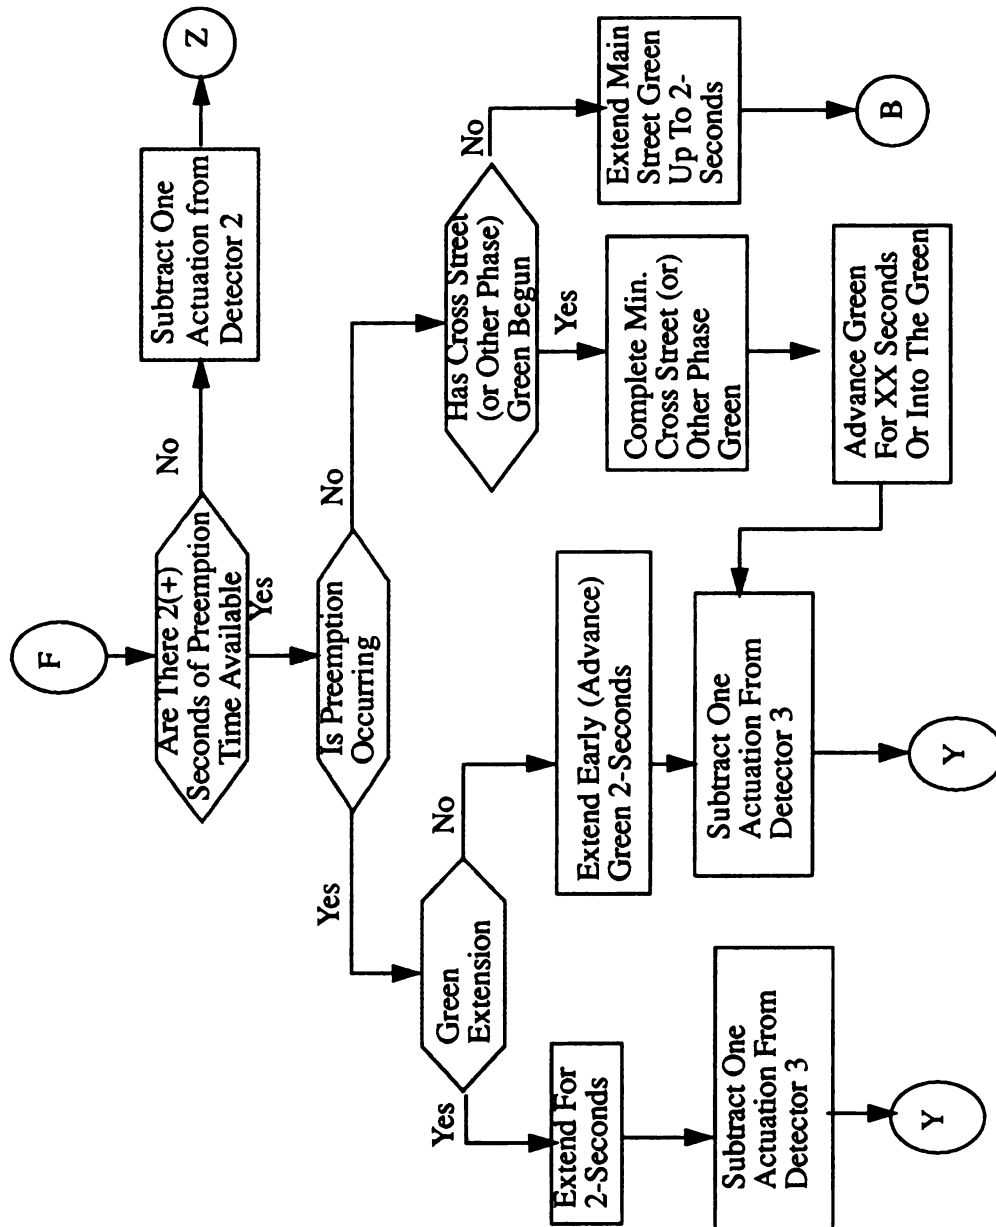 F
Are There 2(+)
Seconds of Preemption
Time Available
No
Subtract One
Actuation from
Detector 2
Z
Yes
Is Preemption
Occurring
Yes
No
Green
Extension
Yes
No
Extend For
2-Seconds
Subtract One
Actuation From
Detector 3
Y
Extend Early (Advance)
Green 2-Seconds
Subtract One
Actuation From
Detector 3
Y
Has Cross Street
(or Other Phase)
Green Begun
No
Yes
Extend Main
Street Green
Up To 2-
Seconds
B
Complete Min.
Cross Street (or)
Other Phase
Green
Advance Green
For XX Seconds
Or Into The Green